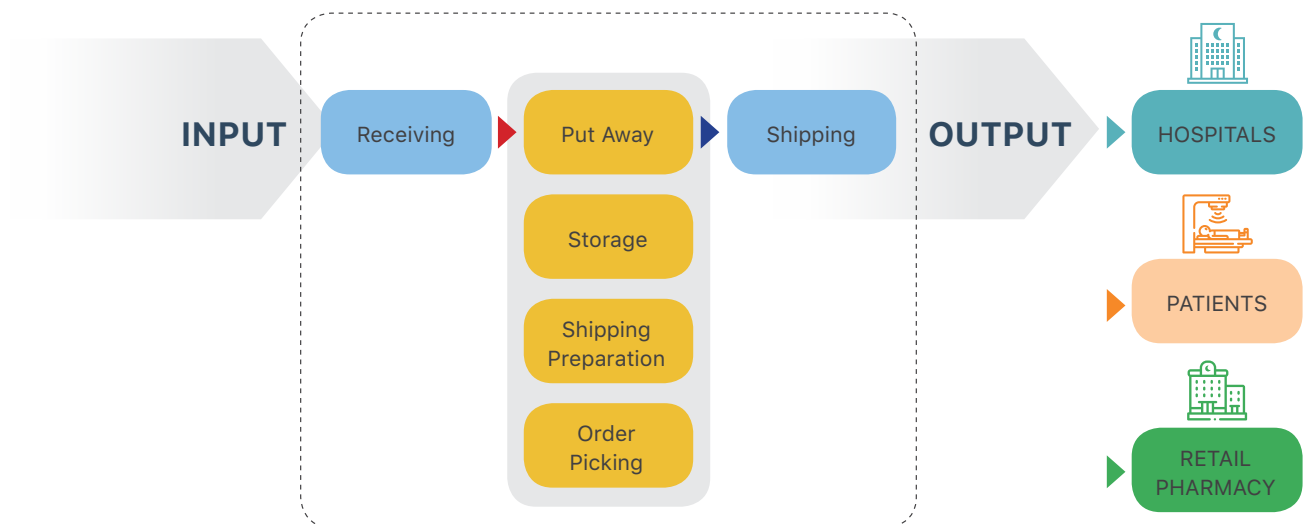 INPUT
Receiving
Put Away
Storage
Shipping
Preparation
Order
Picking
Shipping
OUTPUT
HOSPITALS
PATIENTS
RETAIL
PHARMACY